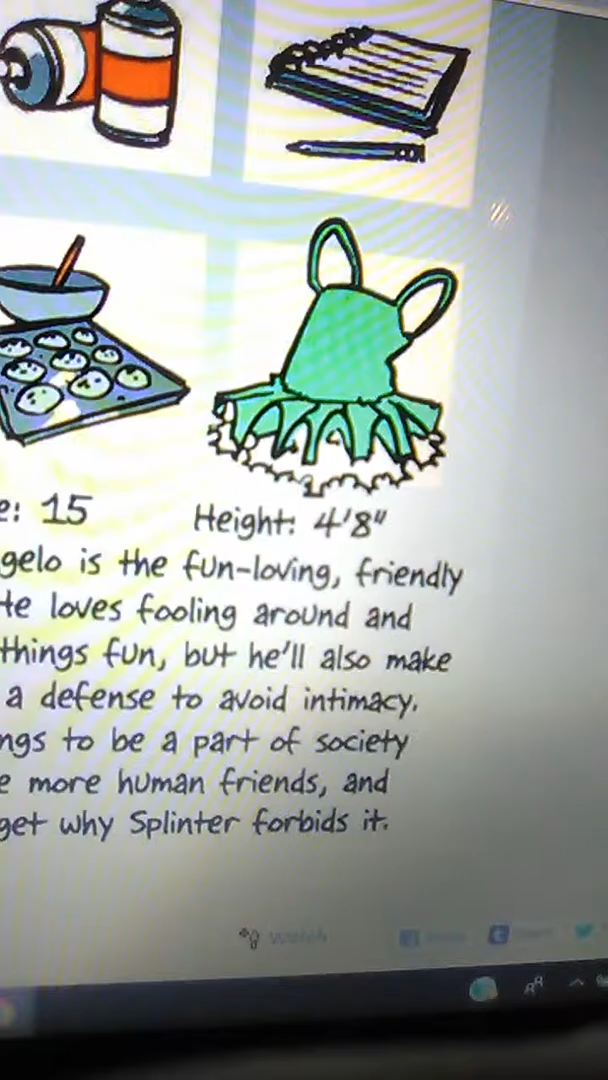 e: 15
Height: 4'8"
gelo is the fun-loving, friendly
He loves fooling around and
things fun, but he'll also make
a defense to avoid intimacy.
ngs to be a part of society
e more human friends, and
get why Splinter forbids it.
Watch